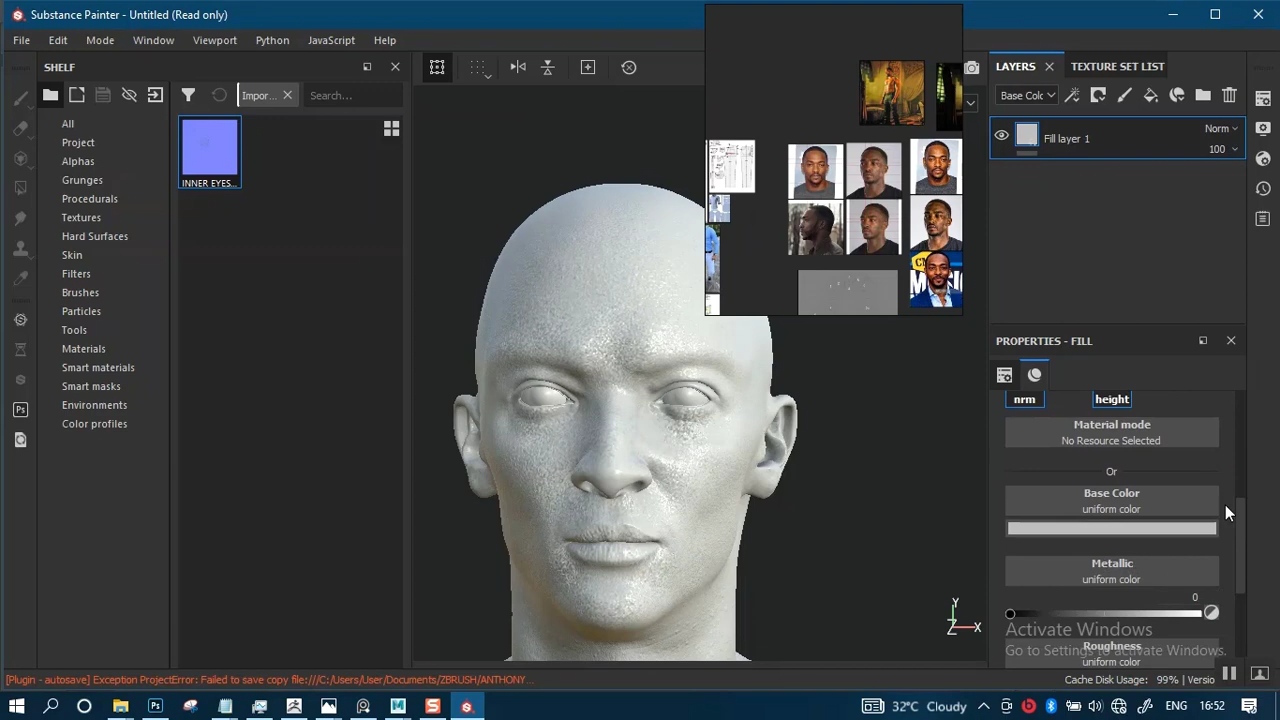 Substance Painter - Untitled (Read only)
File Edit Mode Window Viewport Python JavaScript Help
SHELF
Impor...
Search...
All
Project
Alphas
Grunges
Procedurals
Textures
Hard Surfaces
Skin
Filters
Brushes
Particles
Tools
Materials
Smart materials
Smart masks
Environments
Color profiles
INNER EYES...
Ps
LAYERS
TEXTURE SET LIST
Base Colo
Fill layer 1
Norm
100
PROPERTIES - FILL
nrm
height
Material mode
No Resource Selected
Or
Base Color
uniform color
Metallic
uniform color
0
Roughness
uniform color
Activate Windows
Go to Settings to activate Windows.
Y
Z
X
[Plugin - autosave] Exception ProjectError: Failed to save copy file:///C:/Users/User/Documents/ZBRUSH/ANTHONY...
Cache Disk Usage: 99% | Versio
32°C Cloudy
ENG
16:52